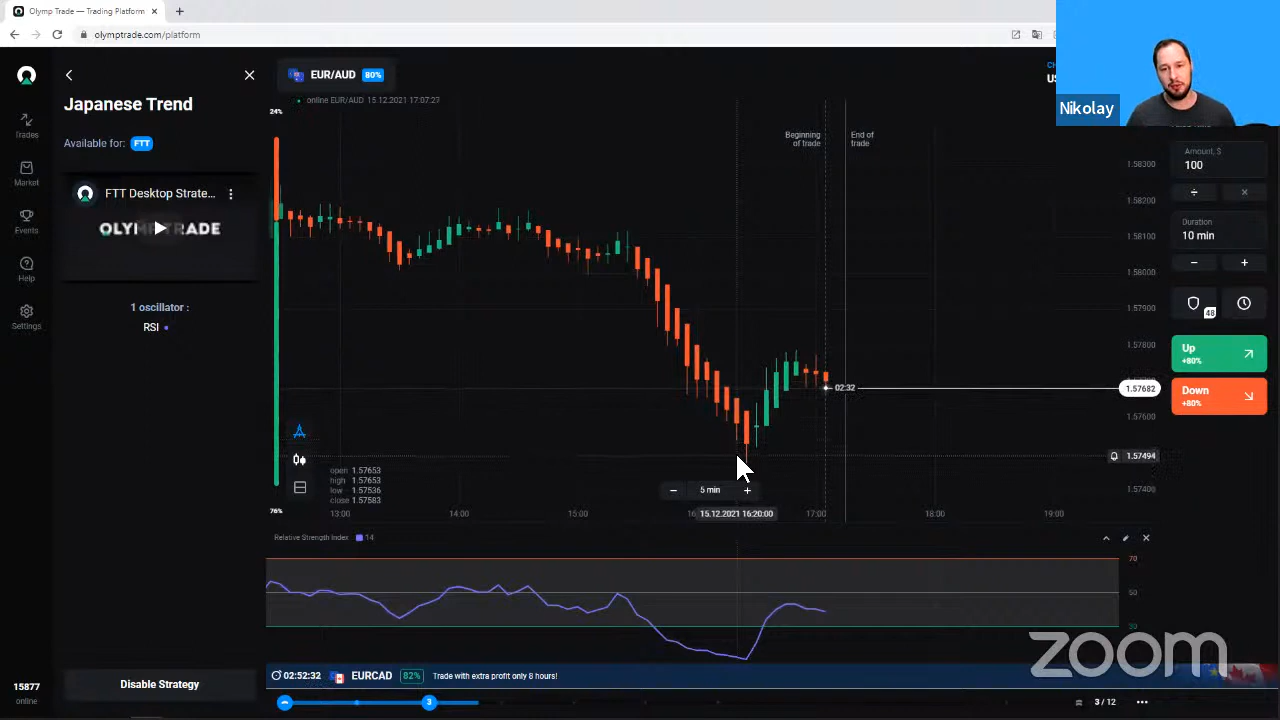 Olymp Trade — Trading Platform
olymptrade.com/platform
Nikolay
Trades
Market
Events
Help
Settings
15877
online
Japanese Trend
Available for: FTT
FTT Desktop Strate...
OLYMPTRADE
1 oscillator :
RSI
Disable Strategy
EUR/AUD 80%
online EUR/AUD 15.12.2021 17:07:27
24%
76%
Beginning of trade
End of trade
02:32
open 1.57653
high 1.57653
low 1.57536
close 1.57583
− 5 min +
1.58300
1.58200
1.58100
1.58000
1.57900
1.57800
1.57682
1.57600
1.57494
1.57400
13:00
14:00
15:00
15.12.2021 16:20:00
17:00
18:00
19:00
Relative Strength Index 14
70
50
30
02:52:32 EURCAD 82% Trade with extra profit only 8 hours!
3
3 / 12
Amount, $
100
÷ ×
Duration
10 min
− +
48
Up
+80%
Down
+80%
zoom